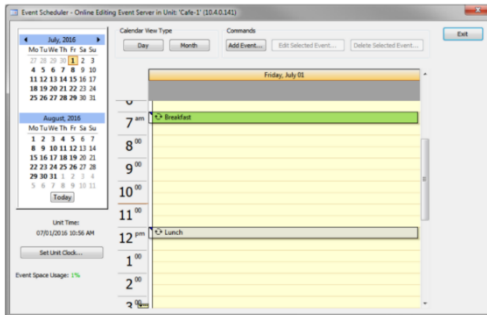 Event Scheduler - Online Editing Event Server in Unit: 'Cafe-1' (10.4.0.141)
Calendar View Type
Commands
Day Month Add Event... Edit Selected Event... Delete Selected Event... Exit
July, 2016
Mo Tu We Th Fr Sa Su
27 28 29 30 1 2 3
4 5 6 7 8 9 10
11 12 13 14 15 16 17
18 19 20 21 22 23 24
25 26 27 28 29 30 31
August, 2016
Mo Tu We Th Fr Sa Su
1 2 3 4 5 6 7
8 9 10 11 12 13 14
15 16 17 18 19 20 21
22 23 24 25 26 27 28
29 30 31 1 2 3 4
5 6 7 8 9 10 11
Today
Unit Time:
07/01/2016 10:56 AM
Set Unit Clock...
Event Space Usage: 1%
Friday, July 01
7 am Breakfast
8 00
9 00
10 00
11 00
12 pm Lunch
1 00
2 00
3